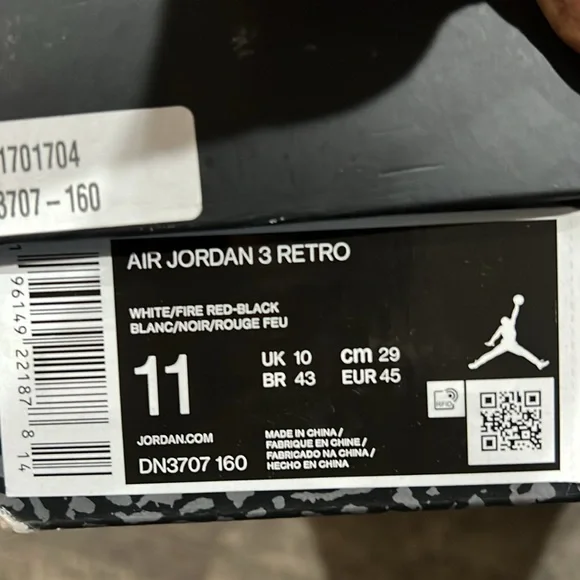 1701704
3707-160
AIR JORDAN 3 RETRO
WHITE/FIRE RED-BLACK
BLANC/NOIR/ROUGE FEU
11
UK 10 cm 29
BR 43 EUR 45
JORDAN.COM
DN3707 160
MADE IN CHINA /
FABRIQUE EN CHINE /
FABRICADO NA CHINA /
HECHO EN CHINA
RFID
1 96149 22187 8 14